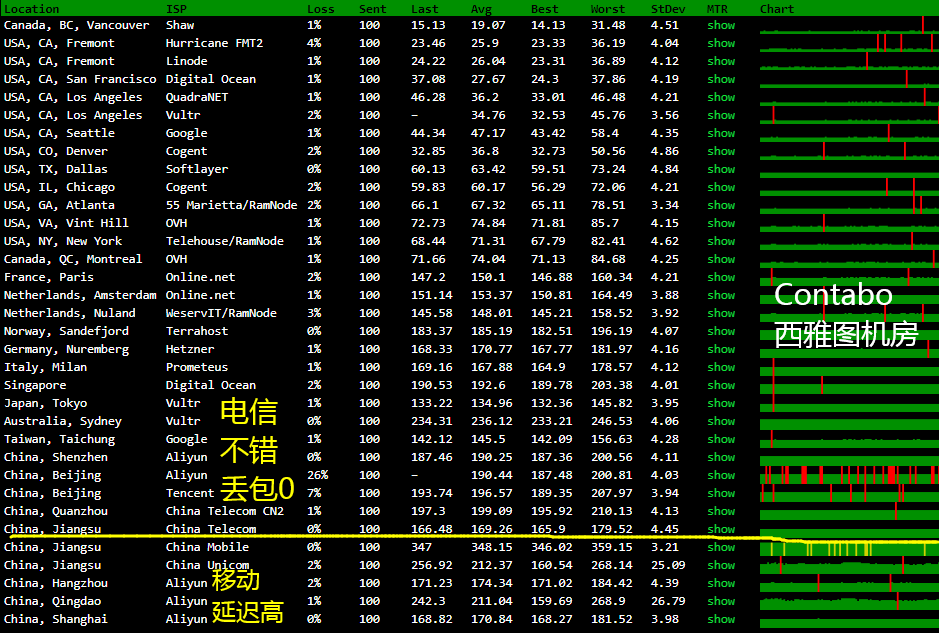 Location ISP Loss Sent Last Avg Best Worst StDev MTR Chart
Canada, BC, Vancouver Shaw 1% 100 15.13 19.07 14.13 31.48 4.51 show
USA, CA, Fremont Hurricane FMT2 4% 100 23.46 25.9 23.33 36.19 4.04 show
USA, CA, Fremont Linode 1% 100 24.22 26.04 23.31 36.89 4.12 show
USA, CA, San Francisco Digital Ocean 1% 100 37.08 27.67 24.3 37.86 4.19 show
USA, CA, Los Angeles QuadraNET 1% 100 46.28 36.2 33.01 46.48 4.21 show
USA, CA, Los Angeles Vultr 2% 100 – 34.76 32.53 45.76 3.56 show
USA, CA, Seattle Google 1% 100 44.34 47.17 43.42 58.4 4.35 show
USA, CO, Denver Cogent 2% 100 32.85 36.8 32.73 50.56 4.86 show
USA, TX, Dallas Softlayer 0% 100 60.13 63.42 59.51 73.24 4.84 show
USA, IL, Chicago Cogent 2% 100 59.83 60.17 56.29 72.06 4.21 show
USA, GA, Atlanta 55 Marietta/RamNode 2% 100 66.1 67.32 65.11 78.51 3.34 show
USA, VA, Vint Hill OVH 1% 100 72.73 74.84 71.81 85.7 4.15 show
USA, NY, New York Telehouse/RamNode 1% 100 68.44 71.31 67.79 82.41 4.62 show
Canada, QC, Montreal OVH 1% 100 71.66 74.04 71.13 84.68 4.25 show
France, Paris Online.net 2% 100 147.2 150.1 146.88 160.34 4.21 show
Netherlands, Amsterdam Online.net 1% 100 151.14 153.37 150.81 164.49 3.88 show
Contabo
Netherlands, Nuland WeservIT/RamNode 3% 100 145.58 148.01 145.21 158.52 3.92 show
Norway, Sandefjord Terrahost 0% 100 183.37 185.19 182.51 196.19 4.07 show
西雅图机房
Germany, Nuremberg Hetzner 1% 100 168.33 170.77 167.77 181.97 4.16 show
Italy, Milan Prometeus 1% 100 169.16 167.88 164.9 178.57 4.12 show
Singapore Digital Ocean 2% 100 190.53 192.6 189.78 203.38 4.01 show
Japan, Tokyo Vultr 1% 100 133.22 134.96 132.36 145.82 3.95 show
电信
Australia, Sydney Vultr 0% 100 234.31 236.12 233.21 246.53 4.06 show
Taiwan, Taichung Google 1% 100 142.12 145.5 142.09 156.63 4.28 show
不错
China, Shenzhen Aliyun 0% 100 187.46 190.25 187.36 200.56 4.11 show
China, Beijing Aliyun 26% 100 – 190.44 187.48 200.81 4.03 show
丢包0
China, Beijing Tencent 7% 100 193.74 196.57 189.35 207.97 3.94 show
China, Quanzhou China Telecom CN2 1% 100 197.3 199.09 195.92 210.13 4.13 show
China, Jiangsu China Telecom 0% 100 166.48 169.26 165.9 179.52 4.45 show
China, Jiangsu China Mobile 0% 100 347 348.15 346.02 359.15 3.21 show
China, Jiangsu China Unicom 2% 100 256.92 212.37 160.54 268.14 25.09 show
移动
China, Hangzhou Aliyun 2% 100 171.23 174.34 171.02 184.42 4.39 show
China, Qingdao Aliyun 1% 100 242.3 211.04 159.69 268.9 26.79 show
延迟高
China, Shanghai Aliyun 0% 100 168.82 170.84 168.27 181.52 3.98 show